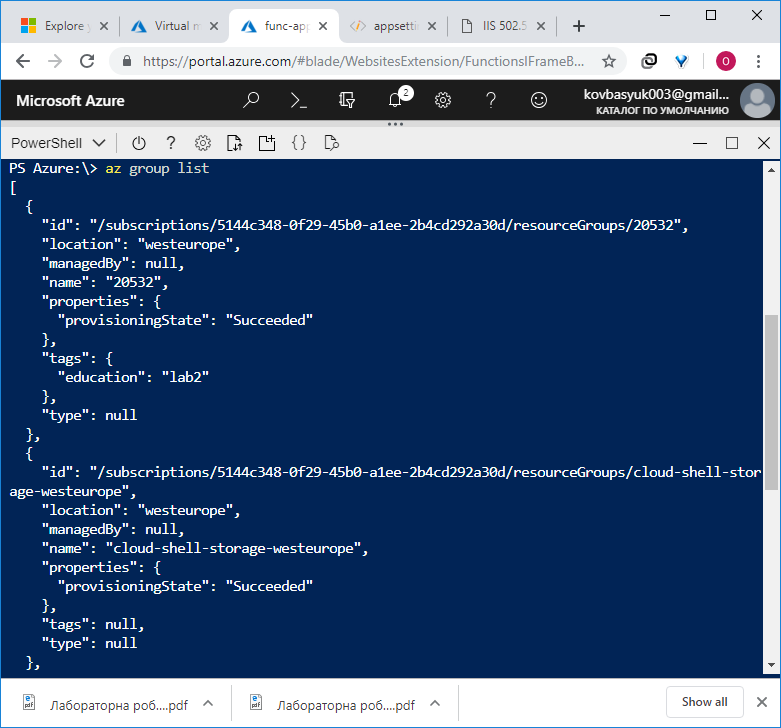 Explore y
Virtual m
func-app
appsetti
IIS 502.5
https://portal.azure.com/#blade/WebsitesExtension/FunctionsIFrameB...
O
Microsoft Azure
2
kovbasyuk003@gmail...
КАТАЛОГ ПО УМОЛЧАНИЮ
PowerShell
PS Azure:\> az group list
[
  {
    "id": "/subscriptions/5144c348-0f29-45b0-a1ee-2b4cd292a30d/resourceGroups/20532",
    "location": "westeurope",
    "managedBy": null,
    "name": "20532",
    "properties": {
      "provisioningState": "Succeeded"
    },
    "tags": {
      "education": "lab2"
    },
    "type": null
  },
  {
    "id": "/subscriptions/5144c348-0f29-45b0-a1ee-2b4cd292a30d/resourceGroups/cloud-shell-stor
age-westeurope",
    "location": "westeurope",
    "managedBy": null,
    "name": "cloud-shell-storage-westeurope",
    "properties": {
      "provisioningState": "Succeeded"
    },
    "tags": null,
    "type": null
  },
Лабораторна роб....pdf
Лабораторна роб....pdf
Show all